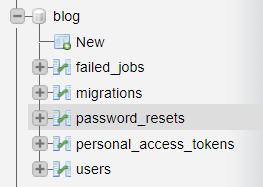 blog
New
failed_jobs
migrations
password_resets
personal_access_tokens
users